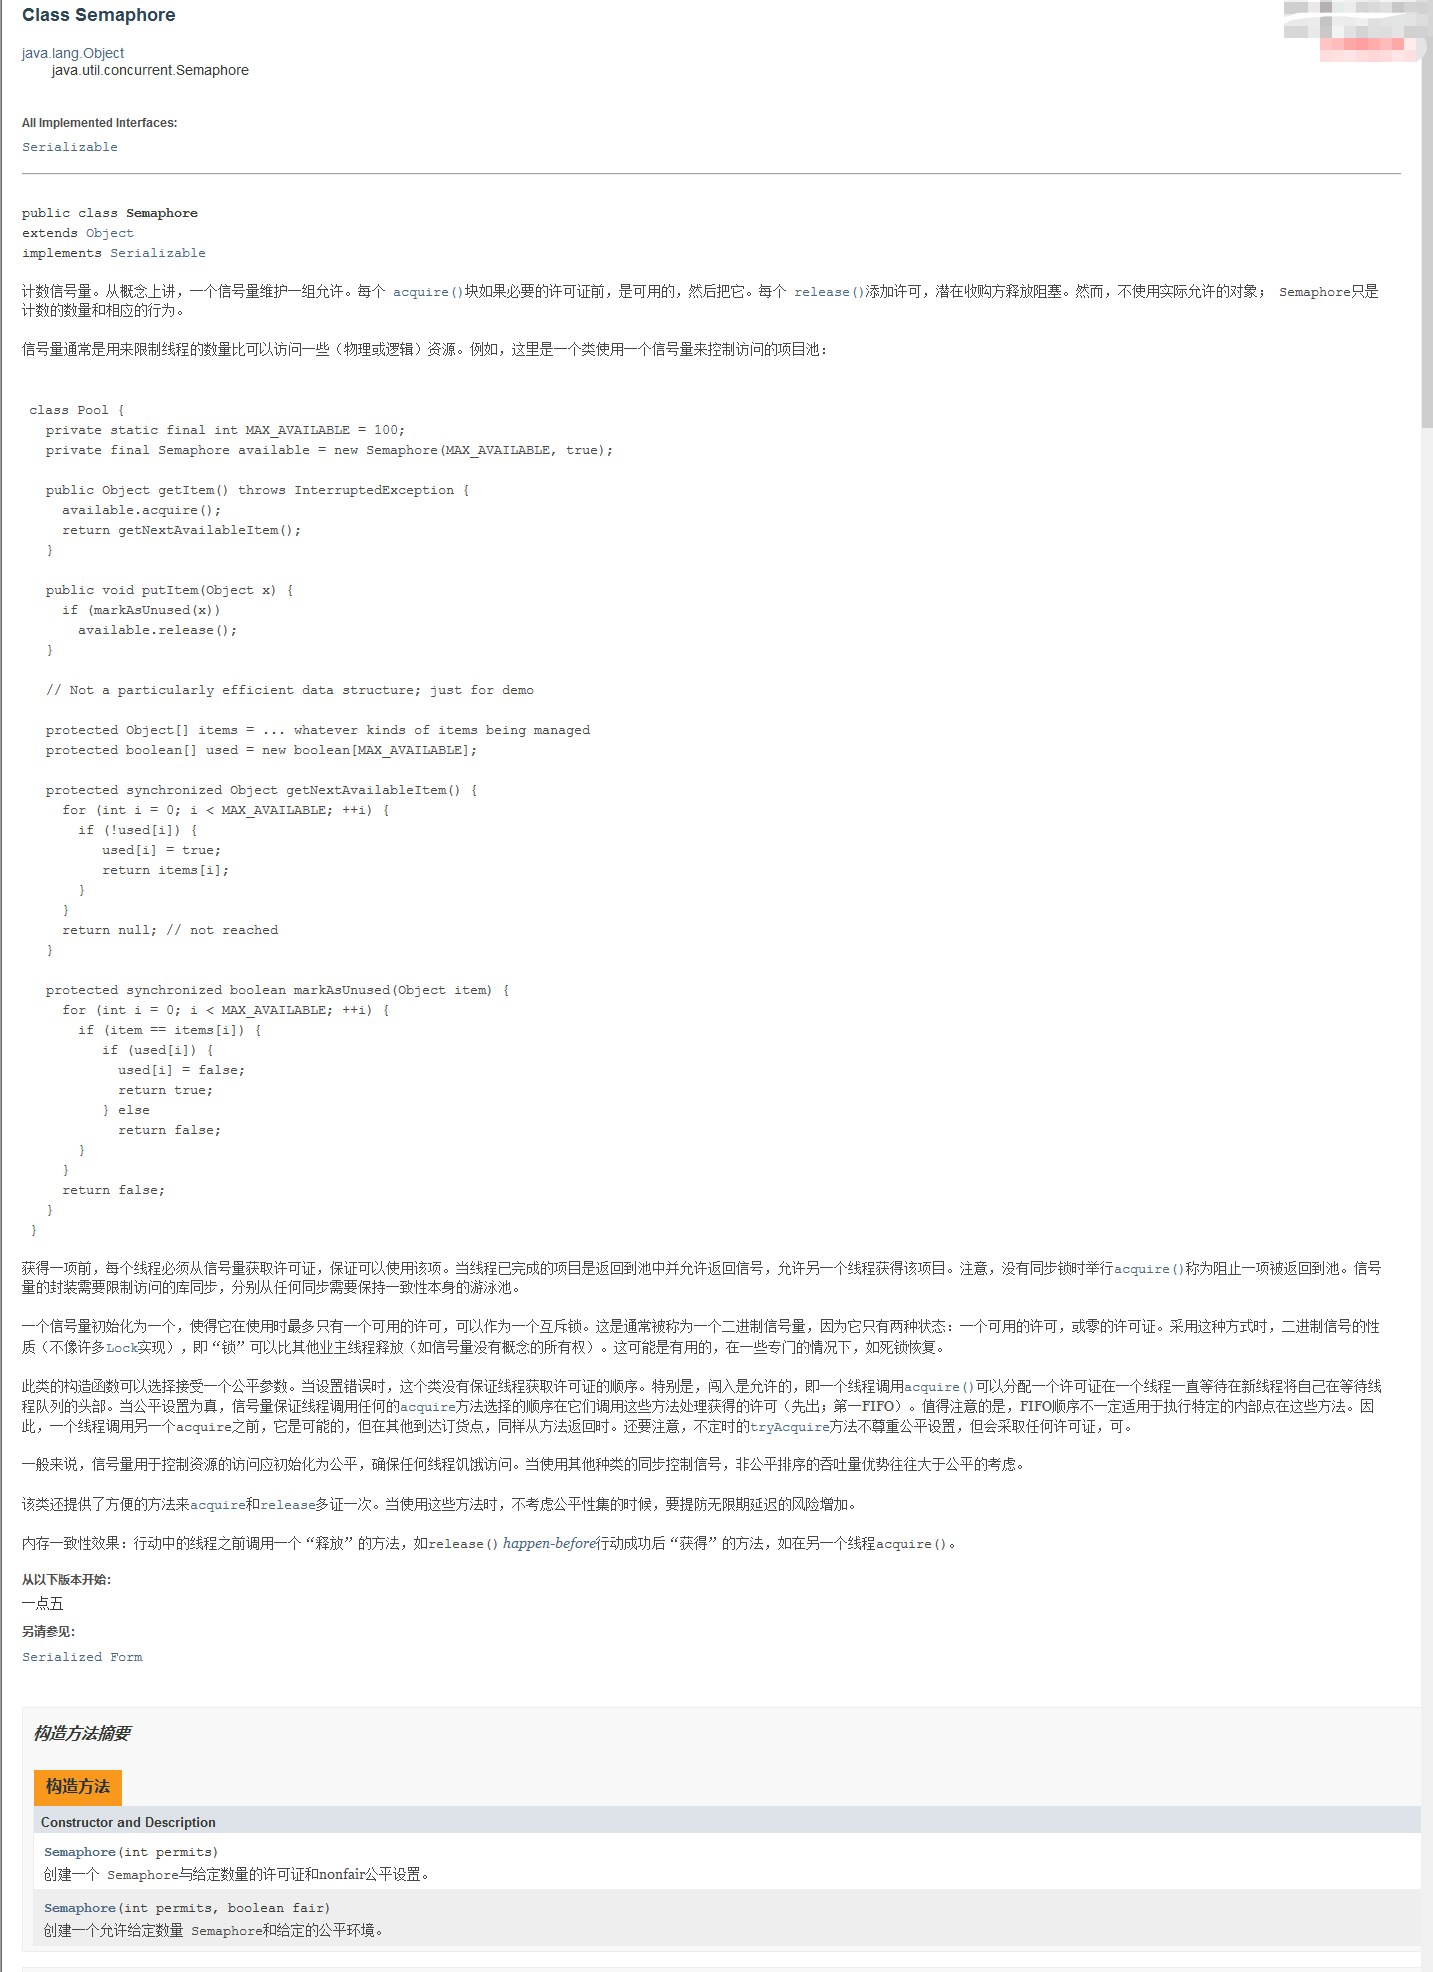 Class Semaphore
java.lang.Object
java.util.concurrent.Semaphore
All Implemented Interfaces:
Serializable
public class Semaphore
extends Object
implements Serializable
计数信号量。从概念上讲，一个信号量维护一组允许。每个 acquire()块如果必要的许可证前，是可用的，然后把它。每个 release()添加许可，潜在收购方释放阻塞。然而，不使用实际允许的对象； Semaphore只是
计数的数量和相应的行为。
信号量通常是用来限制线程的数量比可以访问一些（物理或逻辑）资源。例如，这里是一个类使用一个信号量来控制访问的项目池：
class Pool {
  private static final int MAX_AVAILABLE = 100;
  private final Semaphore available = new Semaphore(MAX_AVAILABLE, true);
  public Object getItem() throws InterruptedException {
    available.acquire();
    return getNextAvailableItem();
  }
  public void putItem(Object x) {
    if (markAsUnused(x))
      available.release();
  }
  // Not a particularly efficient data structure; just for demo
  protected Object[] items = ... whatever kinds of items being managed
  protected boolean[] used = new boolean[MAX_AVAILABLE];
  protected synchronized Object getNextAvailableItem() {
    for (int i = 0; i < MAX_AVAILABLE; ++i) {
      if (!used[i]) {
         used[i] = true;
         return items[i];
      }
    }
    return null; // not reached
  }
  protected synchronized boolean markAsUnused(Object item) {
    for (int i = 0; i < MAX_AVAILABLE; ++i) {
      if (item == items[i]) {
         if (used[i]) {
           used[i] = false;
           return true;
         } else
           return false;
      }
    }
    return false;
  }
}
获得一项前，每个线程必须从信号量获取许可证，保证可以使用该项。当线程已完成的项目是返回到池中并允许返回信号，允许另一个线程获得该项目。注意，没有同步锁时举行acquire()称为阻止一项被返回到池。信号
量的封装需要限制访问的库同步，分别从任何同步需要保持一致性本身的游泳池。
一个信号量初始化为一个，使得它在使用时最多只有一个可用的许可，可以作为一个互斥锁。这是通常被称为一个二进制信号量，因为它只有两种状态：一个可用的许可，或零的许可证。采用这种方式时，二进制信号的性
质（不像许多Lock实现），即“锁”可以比其他业主线程释放（如信号量没有概念的所有权）。这可能是有用的，在一些专门的情况下，如死锁恢复。
此类的构造函数可以选择接受一个公平参数。当设置错误时，这个类没有保证线程获取许可证的顺序。特别是，闯入是允许的，即一个线程调用acquire()可以分配一个许可证在一个线程一直等待在新线程将自己在等待线
程队列的头部。当公平设置为真，信号量保证线程调用任何的acquire方法选择的顺序在它们调用这些方法处理获得的许可（先出；第一FIFO）。值得注意的是，FIFO顺序不一定适用于执行特定的内部点在这些方法。因
此，一个线程调用另一个acquire之前，它是可能的，但在其他到达订货点，同样从方法返回时。还要注意，不定时的tryAcquire方法不尊重公平设置，但会采取任何许可证，可。
一般来说，信号量用于控制资源的访问应初始化为公平，确保任何线程饥饿访问。当使用其他种类的同步控制信号，非公平排序的吞吐量优势往往大于公平的考虑。
该类还提供了方便的方法来acquire和release多证一次。当使用这些方法时，不考虑公平性集的时候，要提防无限期延迟的风险增加。
内存一致性效果：行动中的线程之前调用一个“释放”的方法，如release() happen-before行动成功后“获得”的方法，如在另一个线程acquire()。
从以下版本开始:
一点五
另请参见:
Serialized Form
构造方法摘要
构造方法
Constructor and Description
Semaphore(int permits)
创建一个 Semaphore与给定数量的许可证和nonfair公平设置。
Semaphore(int permits, boolean fair)
创建一个允许给定数量 Semaphore和给定的公平环境。